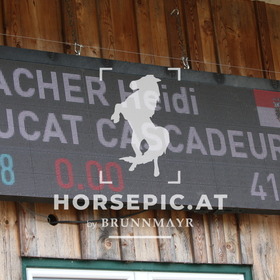 ACHER Heidi
UCAT CASCADEUR
8 0.00 41
HORSEPIC.AT
by BRUNNMAYR